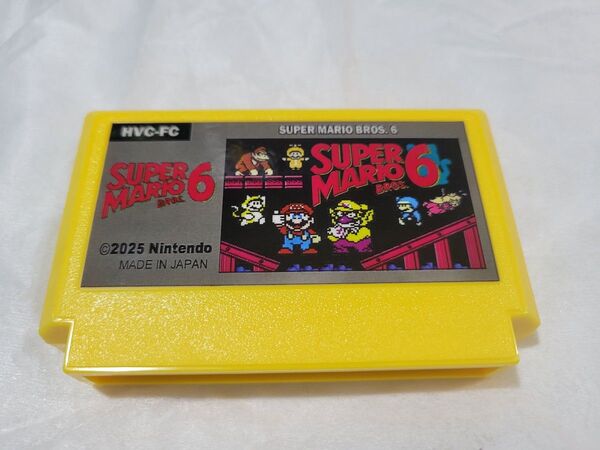 HVC-FC
SUPER MARIO BROS. 6
SUPER
MARIO 6
BROS.
©2025 Nintendo
MADE IN JAPAN
SUPER
MARIO 6
BROS.